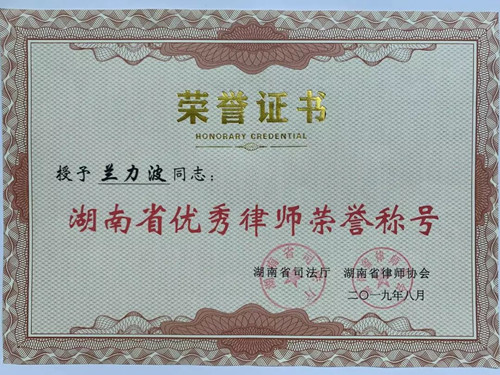 荣誉证书
HONORARY CREDENTIAL
授予 兰力波 同志：
湖南省优秀律师荣誉称号
湖南省司法厅 湖南省律师协会
二〇一九年八月